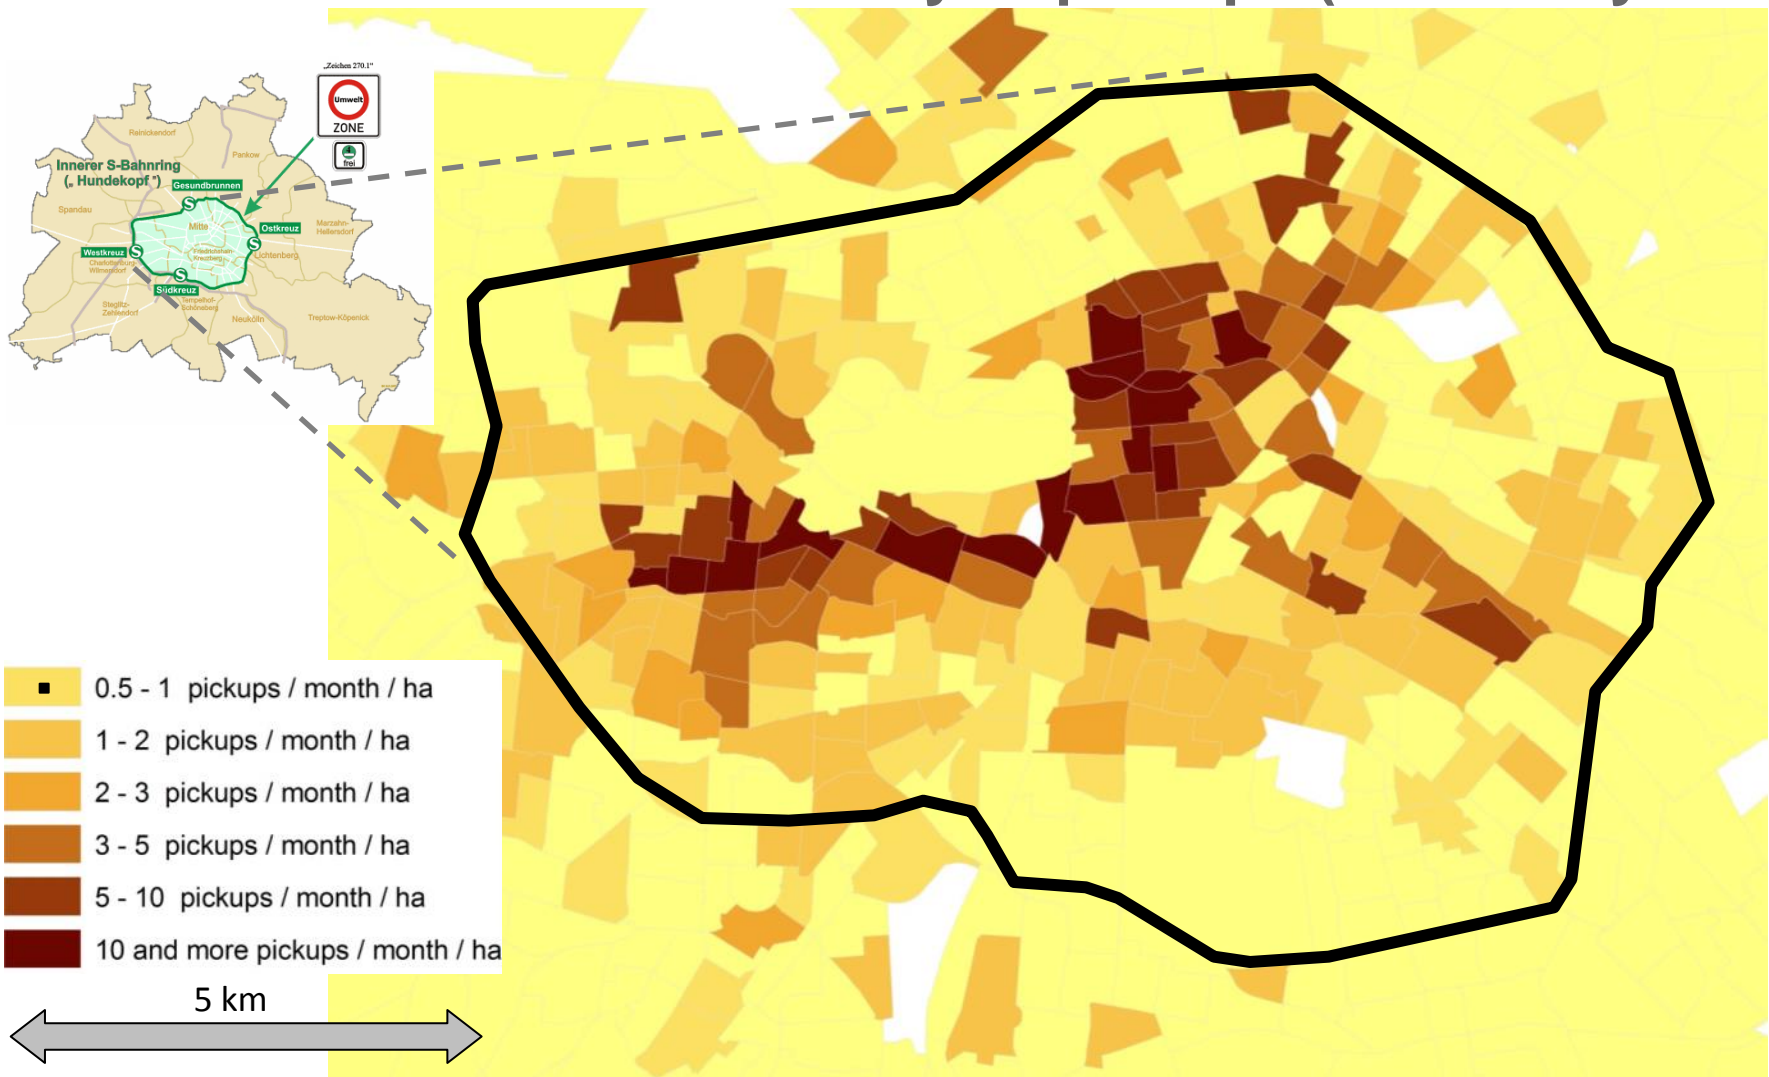 „Zeichen 270.1"
Umwelt
ZONE
frei
Innerer S-Bahnring
(„ Hundekopf ")
Reinickendorf
Pankow
Gesundbrunnen
S
Spandau
Mitte
Marzahn-
Hellersdorf
Ostkreuz
S
Westkreuz
S
Friedrichshain-
Kreuzberg
Lichtenberg
Charlottenburg-
Wilmersdorf
S
Südkreuz
Steglitz-
Zehlendorf
Tempelhof-
Schöneberg
Neukölln
Treptow-Köpenick
0.5 - 1 pickups / month / ha
1 - 2 pickups / month / ha
2 - 3 pickups / month / ha
3 - 5 pickups / month / ha
5 - 10 pickups / month / ha
10 and more pickups / month / ha
5 km